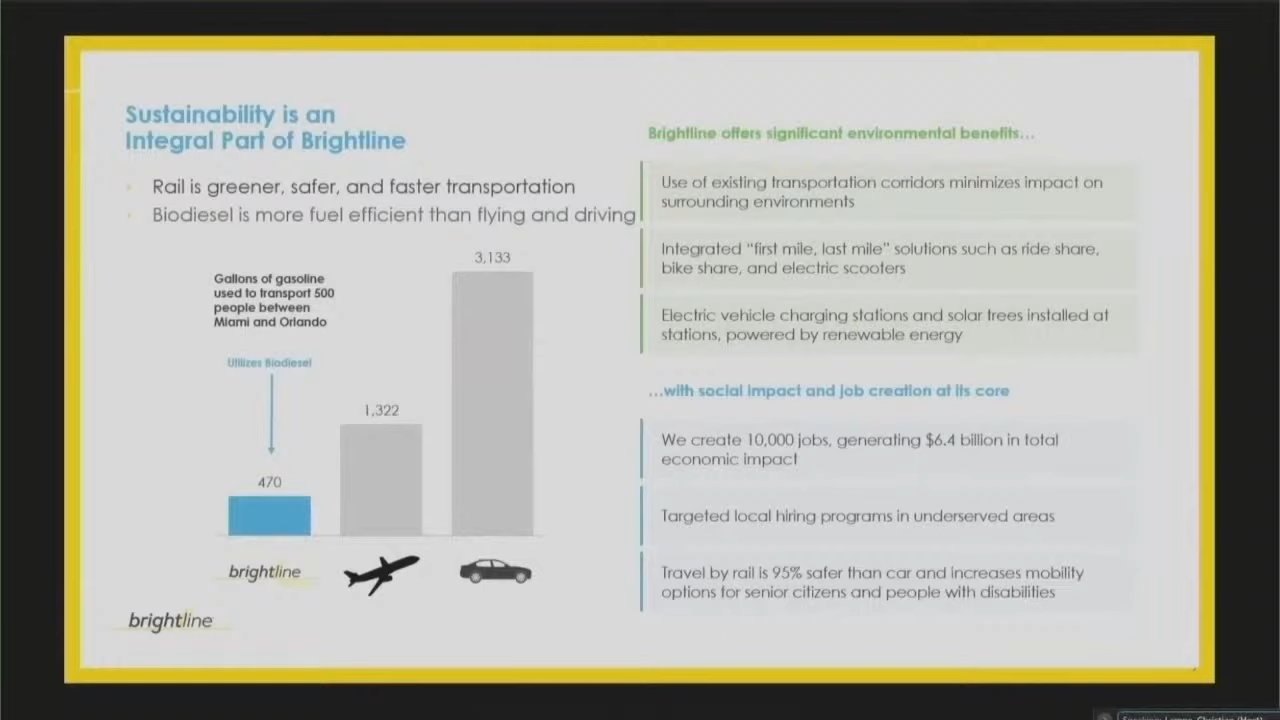 Sustainability is an
Integral Part of Brightline
Rail is greener, safer, and faster transportation
Biodiesel is more fuel efficient than flying and driving
Gallons of gasoline
used to transport 500
people between
Miami and Orlando
Utilizes Biodiesel
470
1,322
3,133
brightline
brightline
Brightline offers significant environmental benefits…
Use of existing transportation corridors minimizes impact on
surrounding environments
Integrated “first mile, last mile” solutions such as ride share,
bike share, and electric scooters
Electric vehicle charging stations and solar trees installed at
stations, powered by renewable energy
…with social impact and job creation at its core
We create 10,000 jobs, generating $6.4 billion in total
economic impact
Targeted local hiring programs in underserved areas
Travel by rail is 95% safer than car and increases mobility
options for senior citizens and people with disabilities